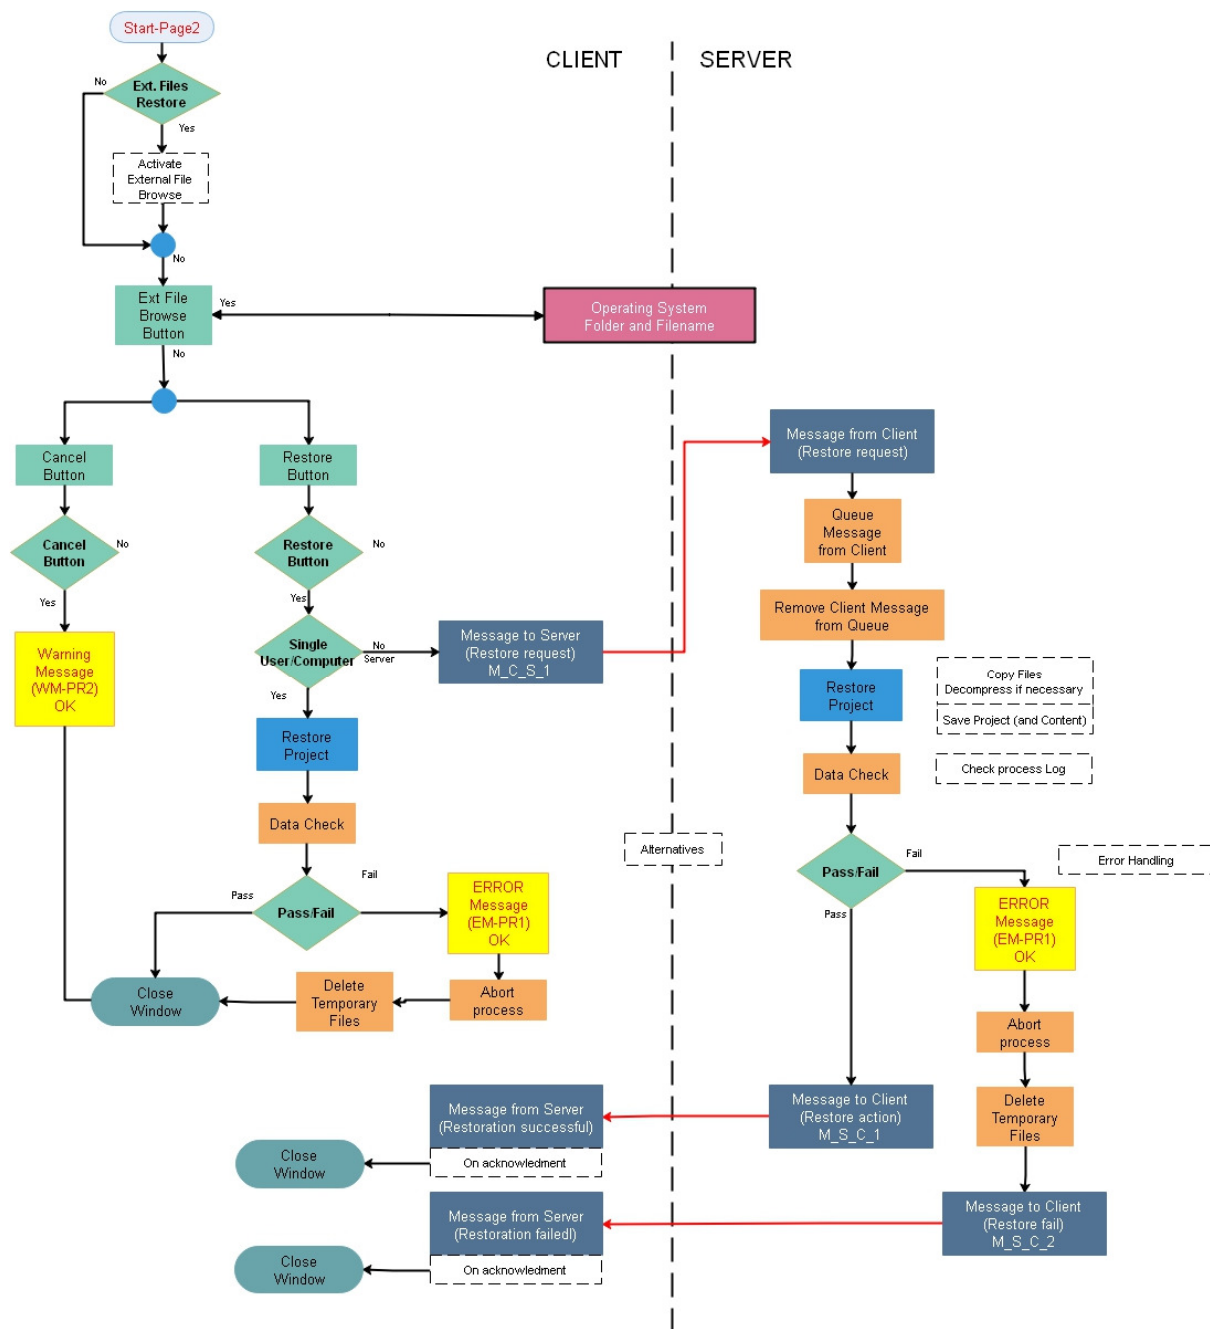 Start-Page2
CLIENT
SERVER
No
Ext. Files
Restore
Yes
Activate
External File
Browse
No
Ext File
Browse
Button
Yes
Operating System
Folder and Filename
No
Cancel
Button
Restore
Button
Message from Client
(Restore request)
Cancel
Button
No
Restore
Button
No
Queue
Message
from Client
Yes
Yes
Remove Client Message
from Queue
Warning
Message
(WM-PR2)
OK
Single
User/Computer
No
Server
Message to Server
(Restore request)
M_C_S_1
Yes
Restore
Project
Copy Files
Decompress if necessary
Save Project (and Content)
Restore
Project
Data Check
Check process Log
Data Check
Alternatives
Pass/Fail
Fail
Pass
Error Handling
Pass
Fail
Pass/Fail
ERROR
Message
(EM-PR1)
OK
ERROR
Message
(EM-PR1)
OK
Close
Window
Delete
Temporary
Files
Abort
process
Abort
process
Delete
Temporary
Files
Message from Server
(Restoration successful)
Message to Client
(Restore action)
M_S_C_1
Close
Window
On acknowledment
Message from Server
(Restoration failedl)
Message to Client
(Restore fail)
M_S_C_2
Close
Window
On acknowledment